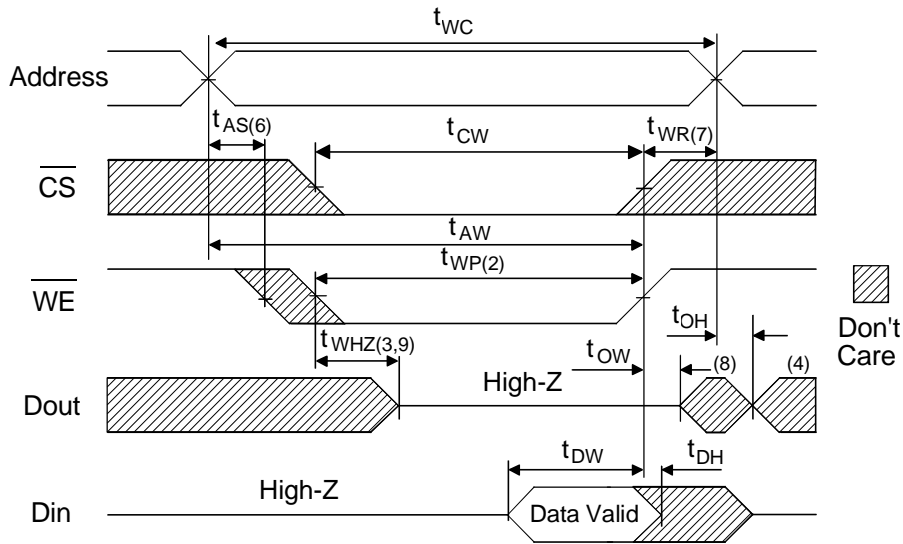 tWC
Address
tAS(6)
tCW
tWR(7)
CS
tAW
tWP(2)
WE
tOH
Don't
Care
tWHZ(3,9)
tOW
(8)
(4)
High-Z
Dout
tDW
tDH
High-Z
Din
Data Valid